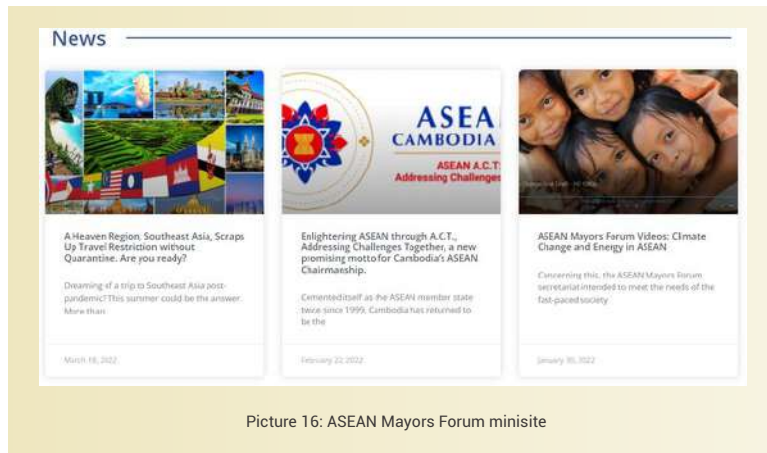 News
ASEA
CAMBODIA
ASEAN A.C.T:
Addressing Challenges
A Heaven Region, Southeast Asia, Scraps
Up Travel Restriction without
Quarantine. Are you ready?
Dreaming of a trip to Southeast Asia post-
pandemic? This summer could be the answer.
More than
March 18, 2022
Enlightering ASEAN through A.C.T.,
Addressing Challenges Together, a new
promising motto for Cambodia's ASEAN
Chairmanship.
Cemented itself as the ASEAN member state
twice since 1999, Cambodia has returned to
be the
February 22, 2022
ASEAN Mayors Forum Videos: Climate
Change and Energy in ASEAN
Concerning this, the ASEAN Mayors Forum
secretariat intended to meet the needs of the
fast-paced society
January 30, 2022
Picture 16: ASEAN Mayors Forum minisite